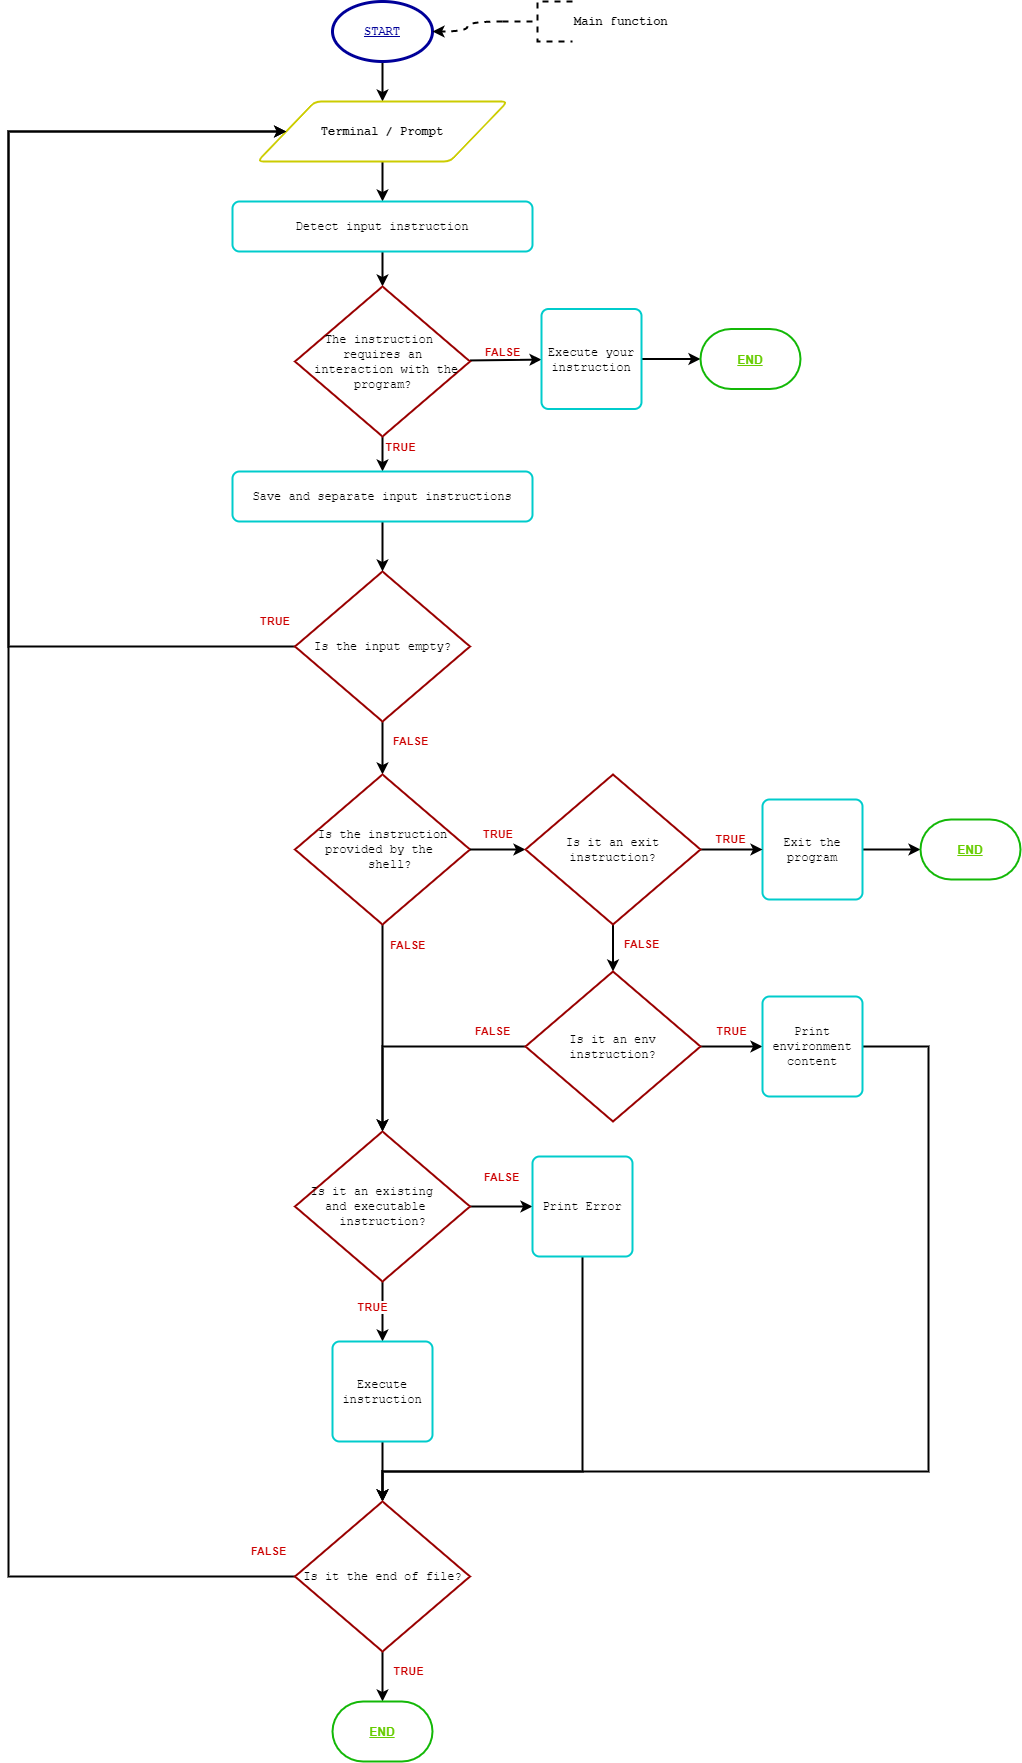 START
Main function
Terminal / Prompt
Detect input instruction
The instruction
requires an
interaction with the
program?
FALSE
Execute your
instruction
END
TRUE
Save and separate input instructions
TRUE
Is the input empty?
FALSE
Is the instruction
provided by the
shell?
TRUE
Is it an exit
instruction?
TRUE
Exit the
program
END
FALSE
FALSE
FALSE
Is it an env
instruction?
TRUE
Print
environment
content
Is it an existing
and executable
instruction?
FALSE
Print Error
TRUE
Execute
instruction
FALSE
Is it the end of file?
TRUE
END